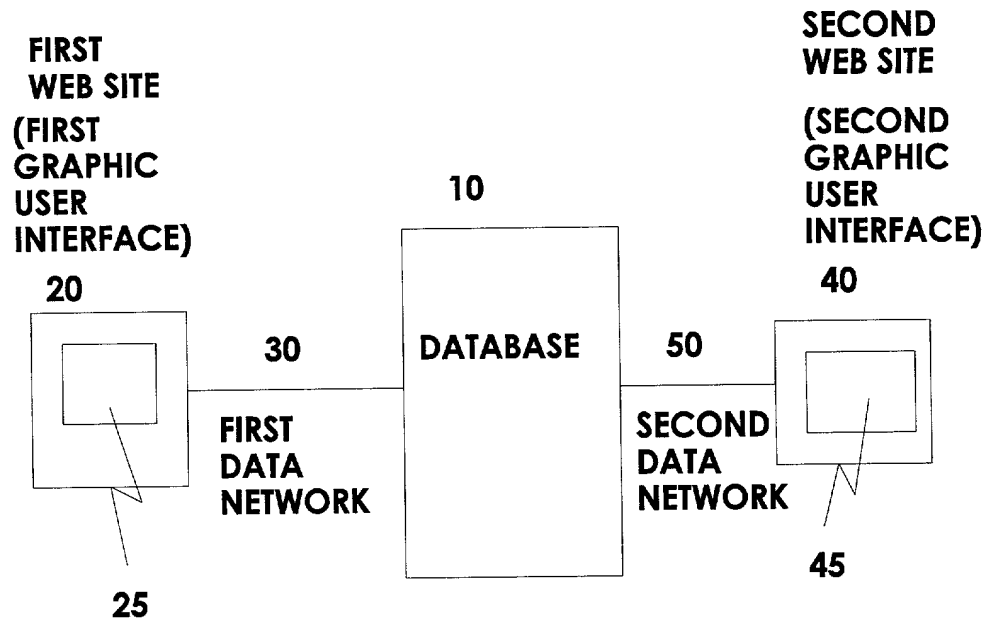 FIRST
WEB SITE
(FIRST
GRAPHIC
USER
INTERFACE)
20
25
30
FIRST
DATA
NETWORK
10
DATABASE
50
SECOND
DATA
NETWORK
SECOND
WEB SITE
(SECOND
GRAPHIC
USER
INTERFACE)
40
45